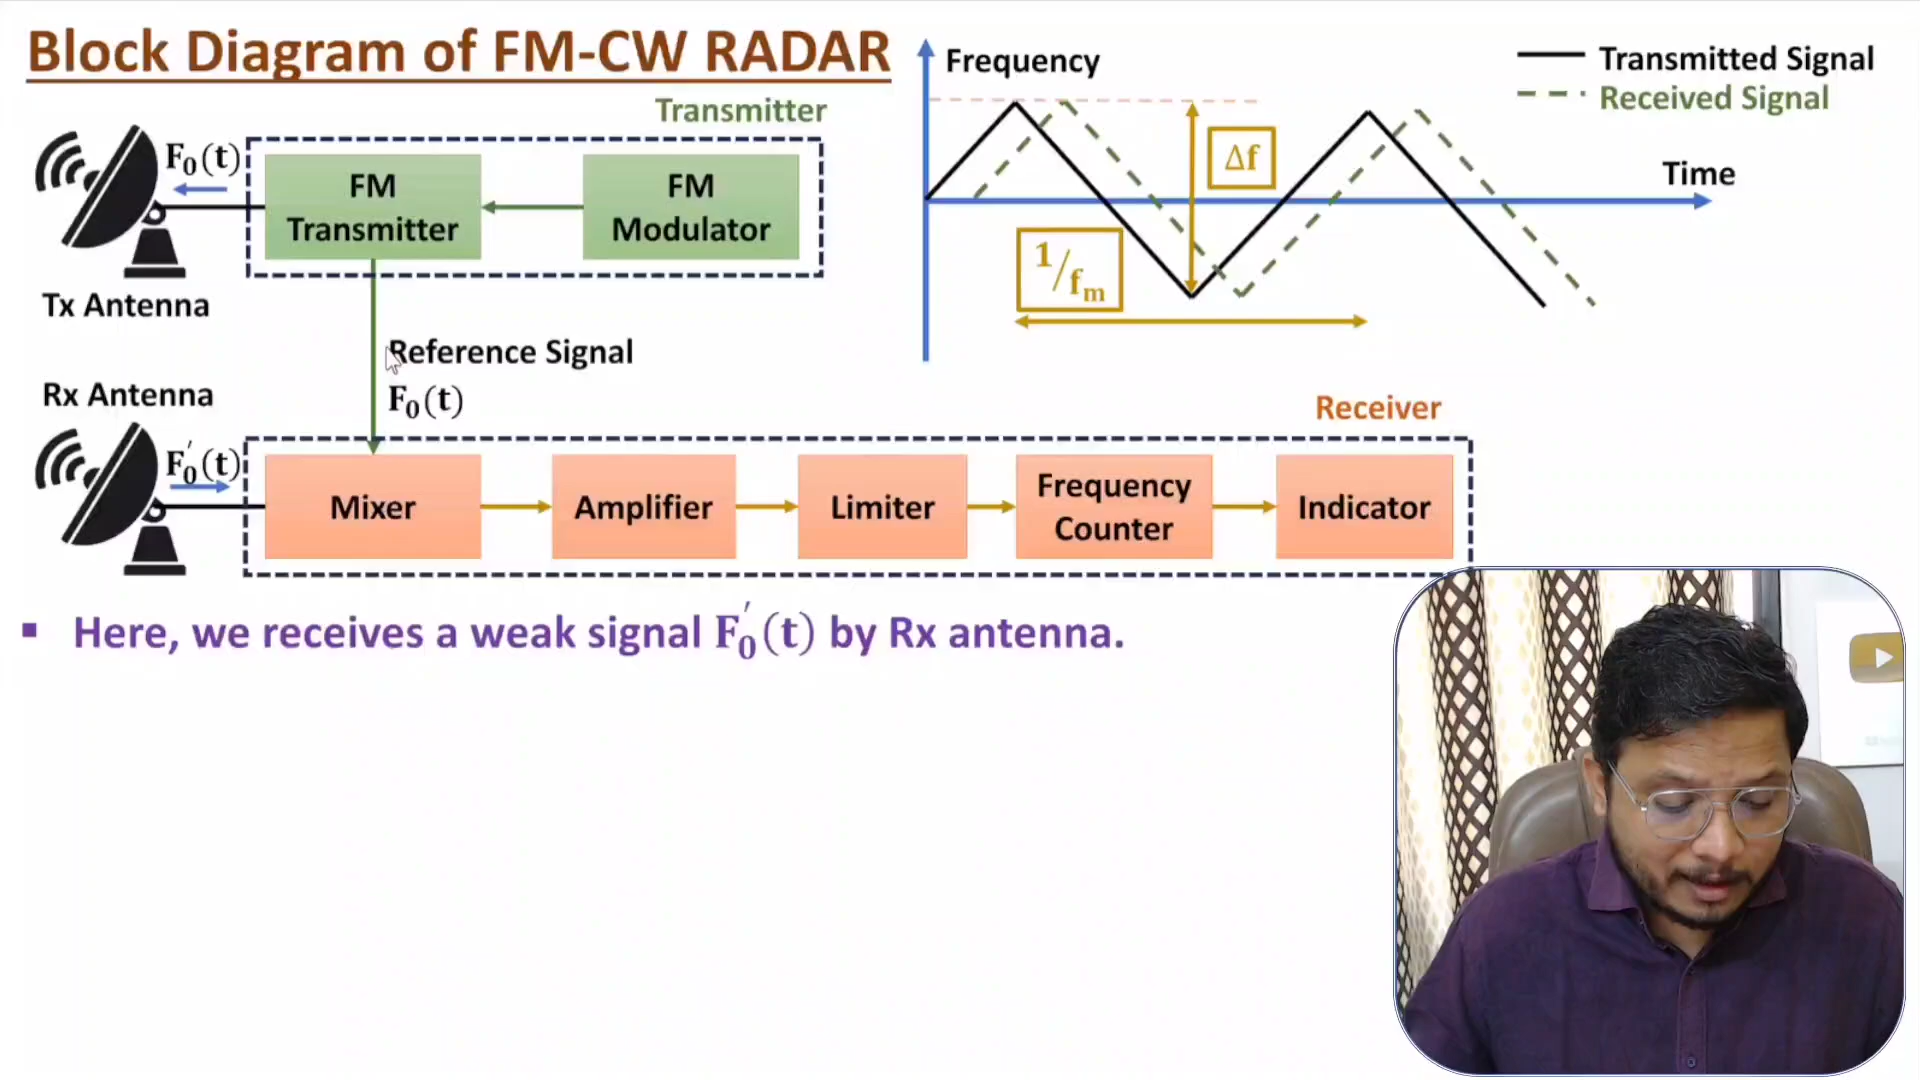 Block Diagram of FM-CW RADAR
Transmitter
F₀(t)
FM
Transmitter
FM
Modulator
Tx Antenna
Reference Signal
F₀(t)
Frequency
Transmitted Signal
Received Signal
Δf
Time
1/fₘ
Rx Antenna
Receiver
F₀′(t)
Mixer
Amplifier
Limiter
Frequency
Counter
Indicator
▪ Here, we receives a weak signal F₀′(t) by Rx antenna.